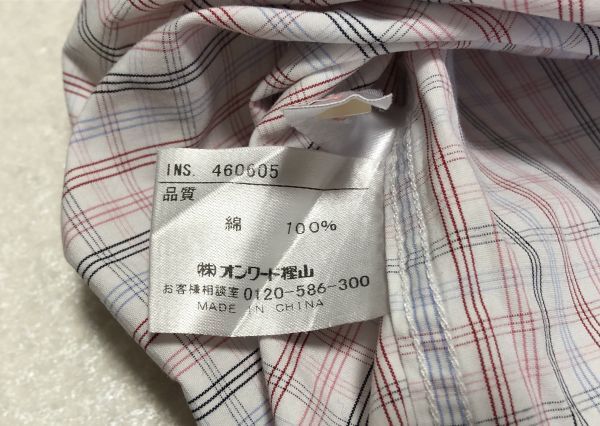 INS. 460605
品質
綿 100%
㈱オンワード樫山
お客様相談室 0120-586-300
MADE IN CHINA